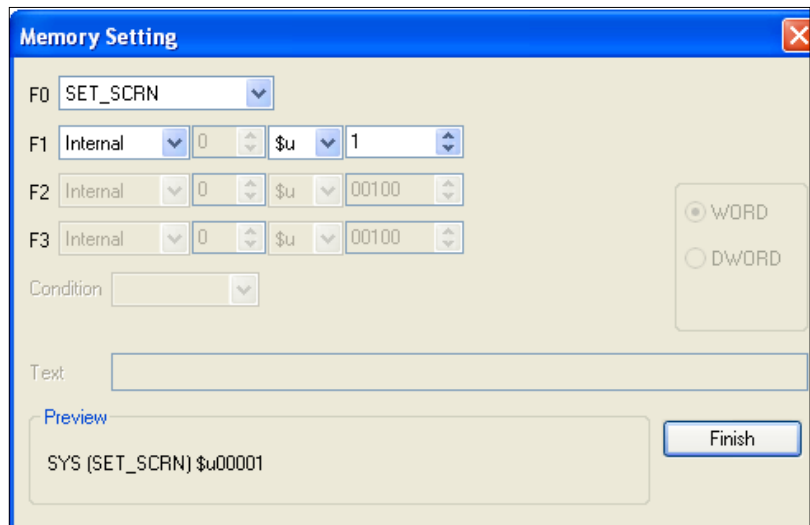 Memory Setting
F0 SET_SCRN
F1 Internal 0 $u 1
F2 Internal 0 $u 00100
F3 Internal 0 $u 00100
WORD
DWORD
Condition
Text
Preview
SYS (SET_SCRN) $u00001
Finish